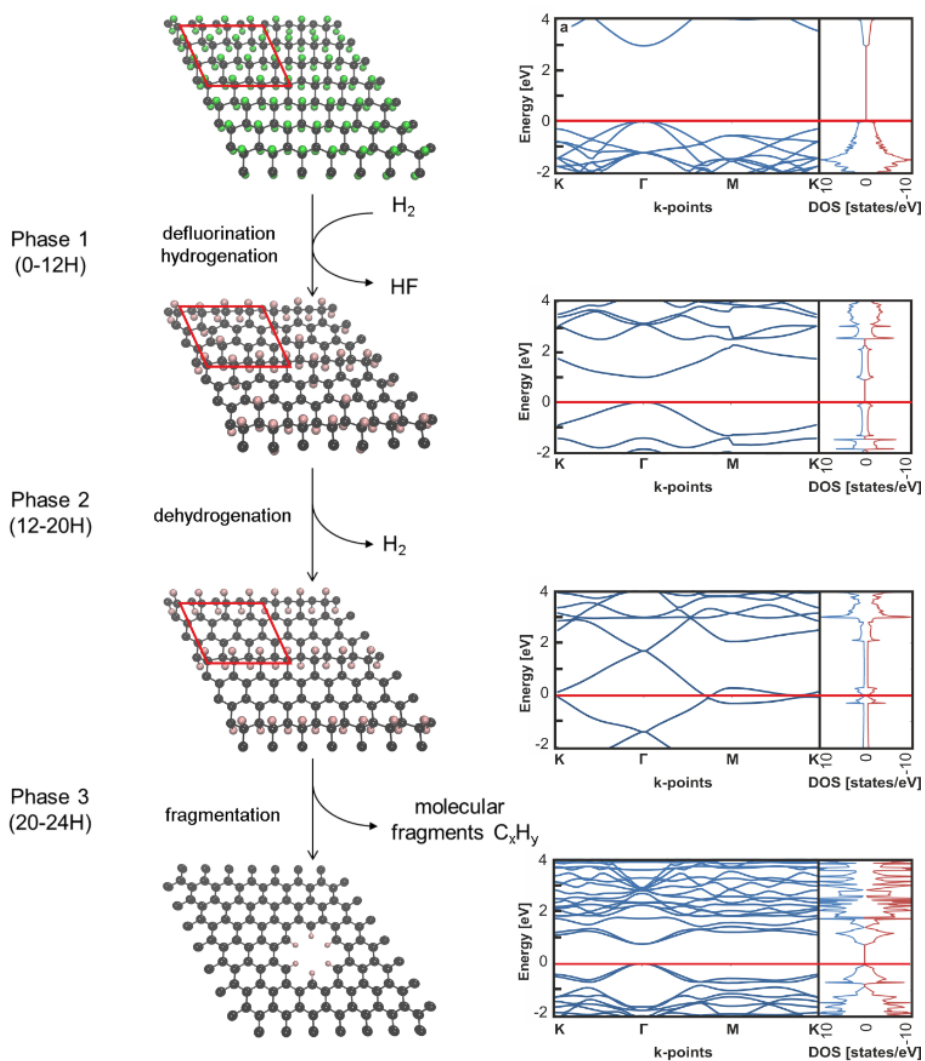 a
4
2
0
-2
Energy [eV]
K
Γ
M
K
k-points
10
0
-10
DOS [states/eV]
Phase 1
(0-12H)
defluorination
hydrogenation
H2
HF
4
2
0
-2
Energy [eV]
K
Γ
M
K
k-points
10
0
-10
DOS [states/eV]
Phase 2
(12-20H)
dehydrogenation
H2
4
2
0
-2
Energy [eV]
K
Γ
M
K
k-points
10
0
-10
DOS [states/eV]
Phase 3
(20-24H)
fragmentation
molecular
fragments CxHy
4
2
0
-2
Energy [eV]
K
Γ
M
K
k-points
10
0
-10
DOS [states/eV]